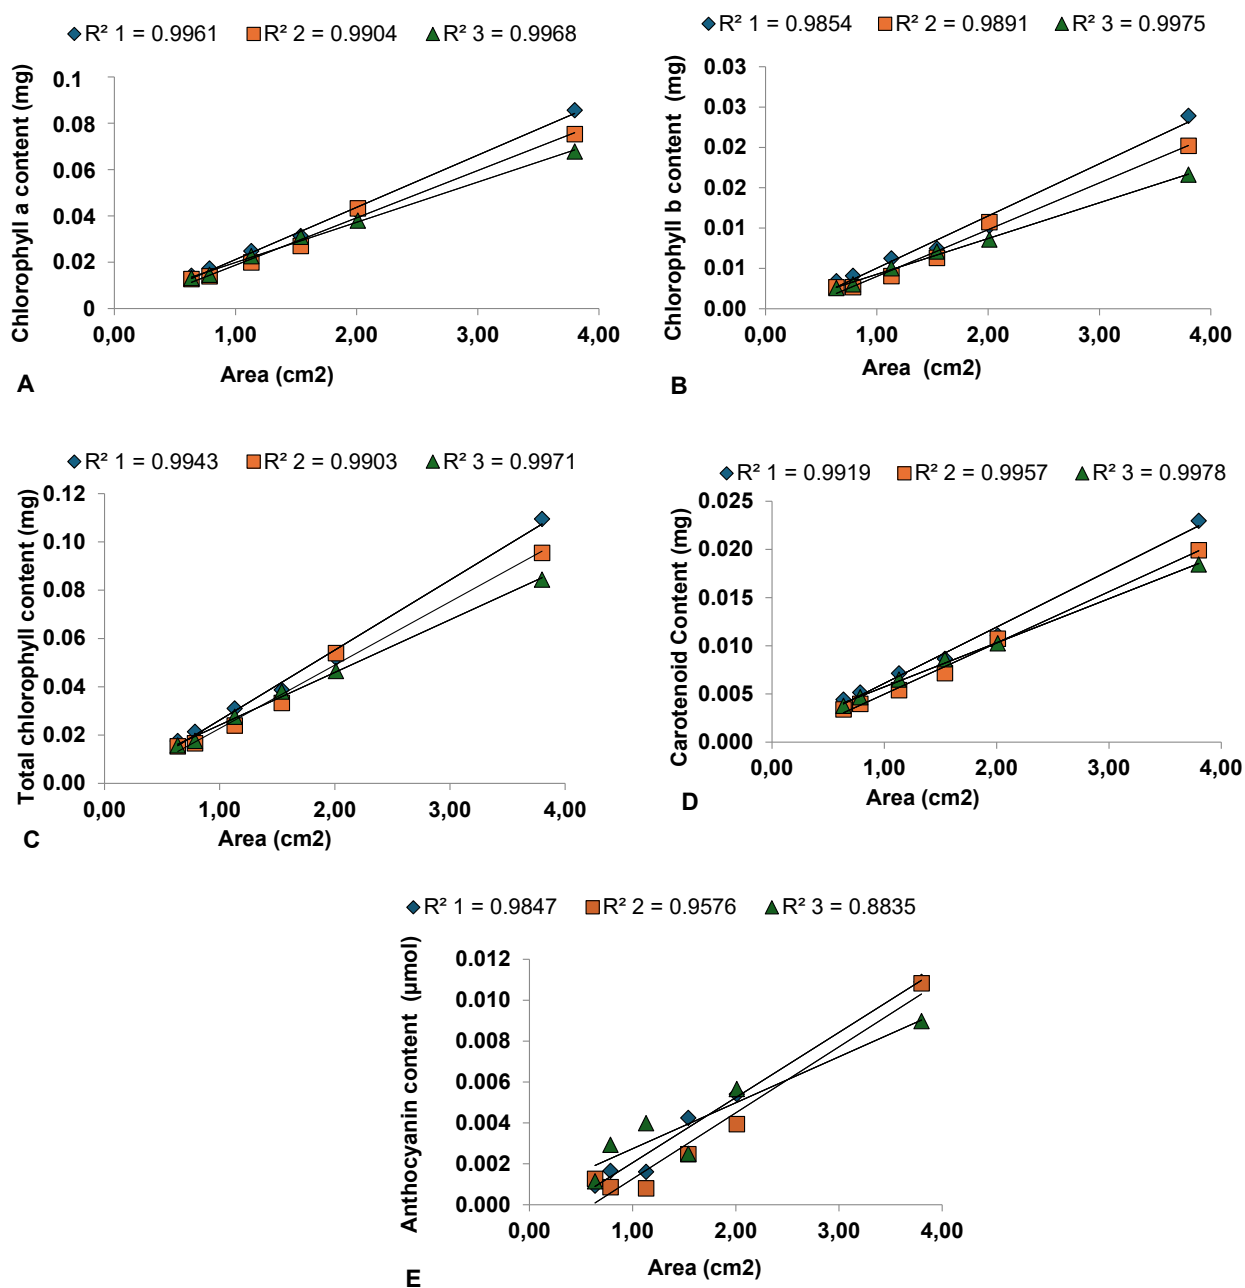 R² 1 = 0.9961 R² 2 = 0.9904 R² 3 = 0.9968
Chlorophyll a content (mg)
0.1
0.08
0.06
0.04
0.02
0
0,00 1,00 2,00 3,00 4,00
Area (cm2)
A
R² 1 = 0.9854 R² 2 = 0.9891 R² 3 = 0.9975
Chlorophyll b content (mg)
0.03
0.03
0.02
0.02
0.01
0.01
0.00
0,00 1,00 2,00 3,00 4,00
Area (cm2)
B
R² 1 = 0.9943 R² 2 = 0.9903 R² 3 = 0.9971
Total chlorophyll content (mg)
0.12
0.10
0.08
0.06
0.04
0.02
0.00
0,00 1,00 2,00 3,00 4,00
Area (cm2)
C
R² 1 = 0.9919 R² 2 = 0.9957 R² 3 = 0.9978
Carotenoid Content (mg)
0.025
0.020
0.015
0.010
0.005
0.000
0,00 1,00 2,00 3,00 4,00
Area (cm2)
D
R² 1 = 0.9847 R² 2 = 0.9576 R² 3 = 0.8835
Anthocyanin content (µmol)
0.012
0.010
0.008
0.006
0.004
0.002
0.000
0,00 1,00 2,00 3,00 4,00
Area (cm2)
E